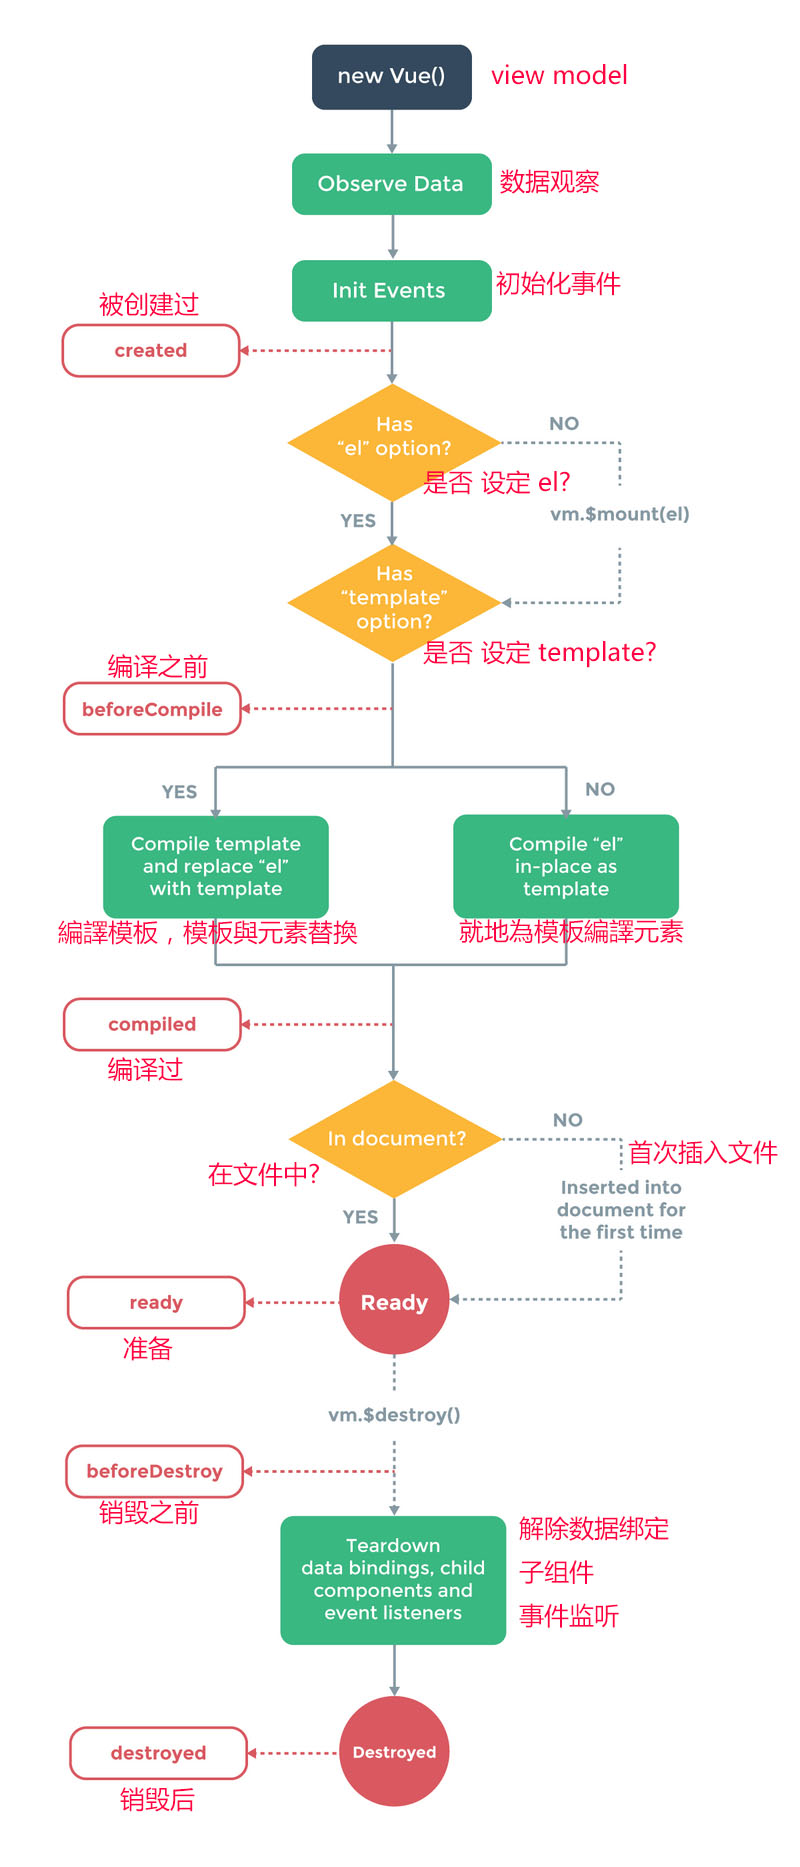 new Vue()
view model
Observe Data
数据观察
Init Events
初始化事件
被创建过
created
Has
“el” option?
NO
是否 设定 el?
YES
vm.$mount(el)
Has
“template”
option?
是否 设定 template?
编译之前
beforeCompile
YES
NO
Compile template
and replace “el”
with template
Compile “el”
in-place as
template
編譯模板，模板與元素替換
就地為模板編譯元素
compiled
编译过
In document?
NO
在文件中?
首次插入文件
Inserted into
document for
the first time
YES
Ready
ready
准备
vm.$destroy()
beforeDestroy
销毁之前
Teardown
data bindings, child
components and
event listeners
解除数据绑定
子组件
事件监听
Destroyed
destroyed
销毁后